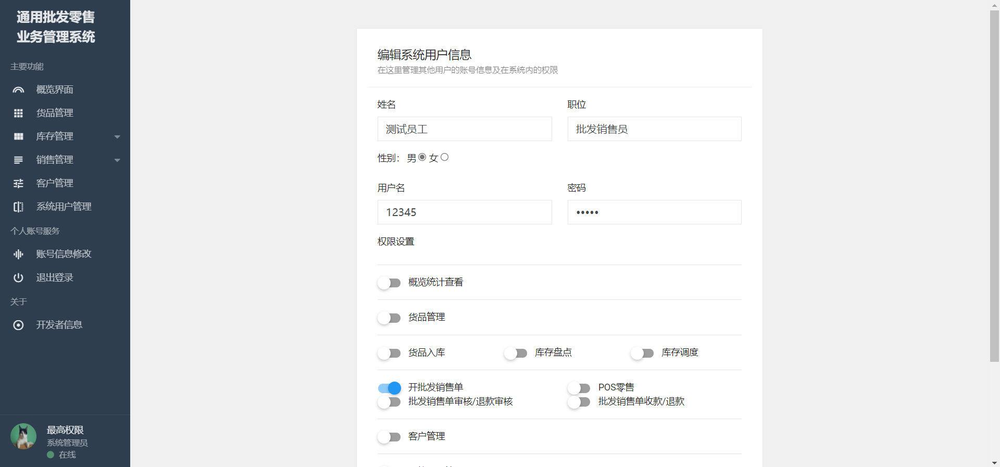 通用批发零售
业务管理系统
主要功能
概览界面
货品管理
库存管理
销售管理
客户管理
系统用户管理
个人账号服务
账号信息修改
退出登录
关于
开发者信息
最高权限
系统管理员
在线
编辑系统用户信息
在这里管理其他用户的账号信息及在系统内的权限
姓名 职位
测试员工 批发销售员
性别： 男 女
用户名 密码
12345 •••••
权限设置
概览统计查看
货品管理
货品入库 库存盘点 库存调度
开批发销售单 POS零售
批发销售单审核/退款审核 批发销售单收款/退款
客户管理